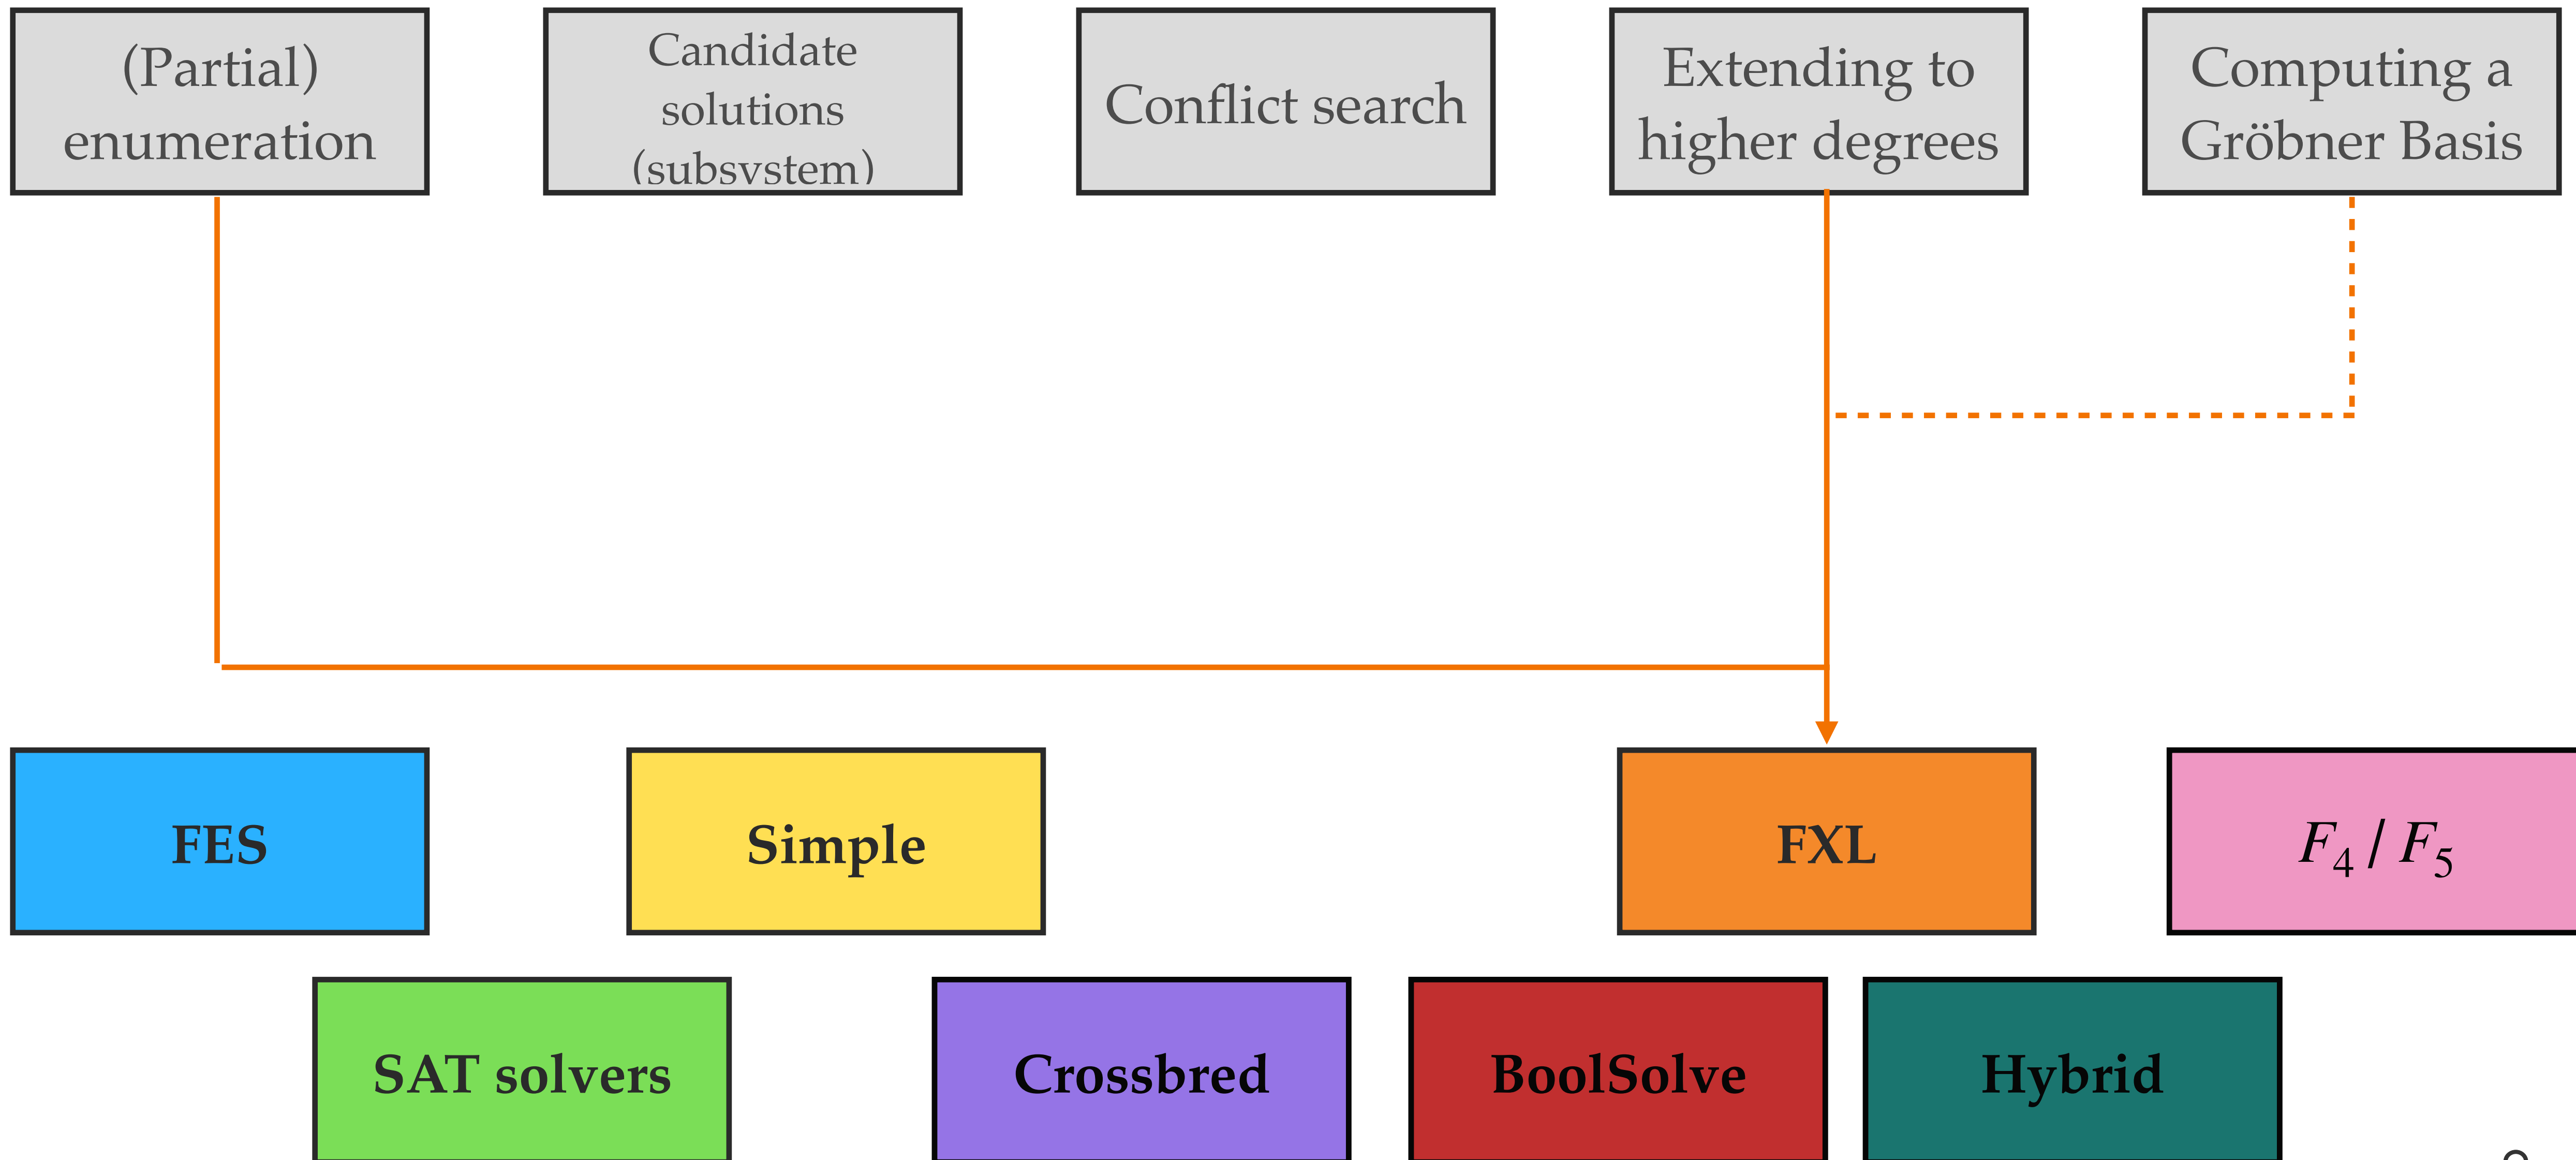 (Partial)
enumeration
Candidate
solutions
(subsystem)
Conflict search
Extending to
higher degrees
Computing a
Gröbner Basis
FES
Simple
FXL
F4 / F5
SAT solvers
Crossbred
BoolSolve
Hybrid